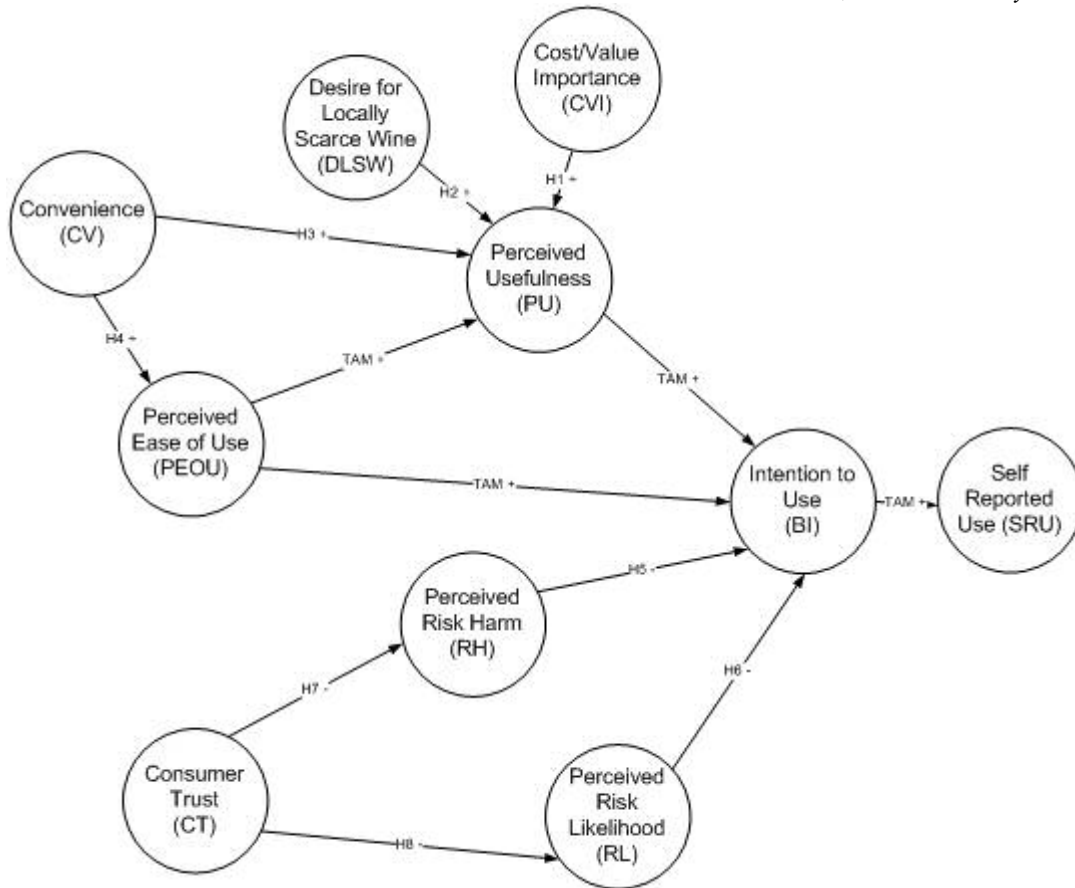 Cost/Value
Importance
(CVI)
Desire for
Locally
Scarce Wine
(DLSW)
H2 +
H1 +
Convenience
(CV)
H3 +
Perceived
Usefulness
(PU)
H4 +
TAM +
TAM +
Perceived
Ease of Use
(PEOU)
TAM +
Intention to
Use
(BI)
TAM +
Self
Reported
Use (SRU)
H5 -
Perceived
Risk Harm
(RH)
H6 -
H7 -
Consumer
Trust
(CT)
H8 -
Perceived
Risk
Likelihood
(RL)